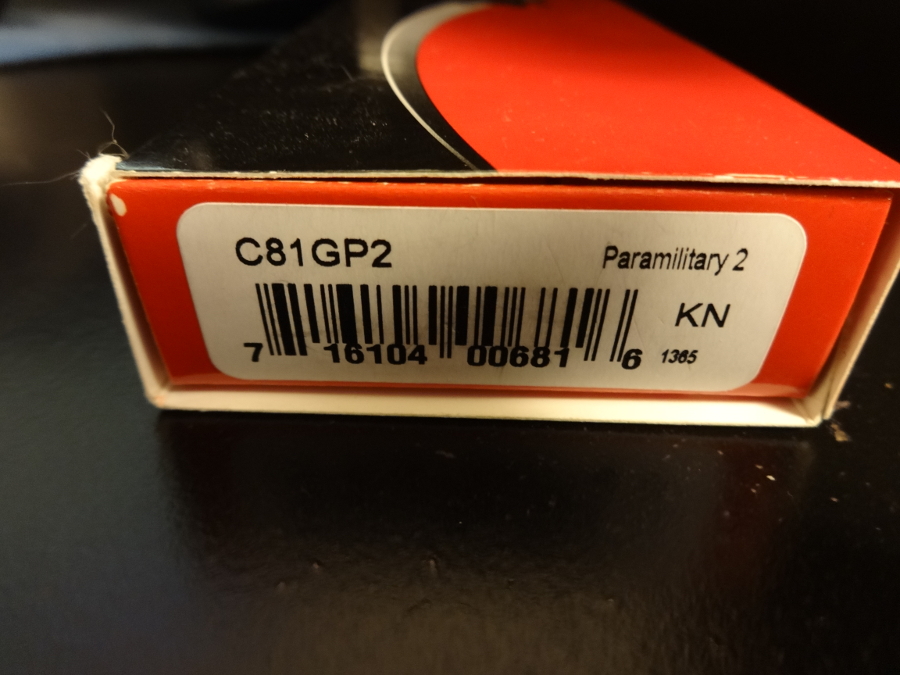 C81GP2
Paramilitary 2
KN
7 16104 00681 6
1365